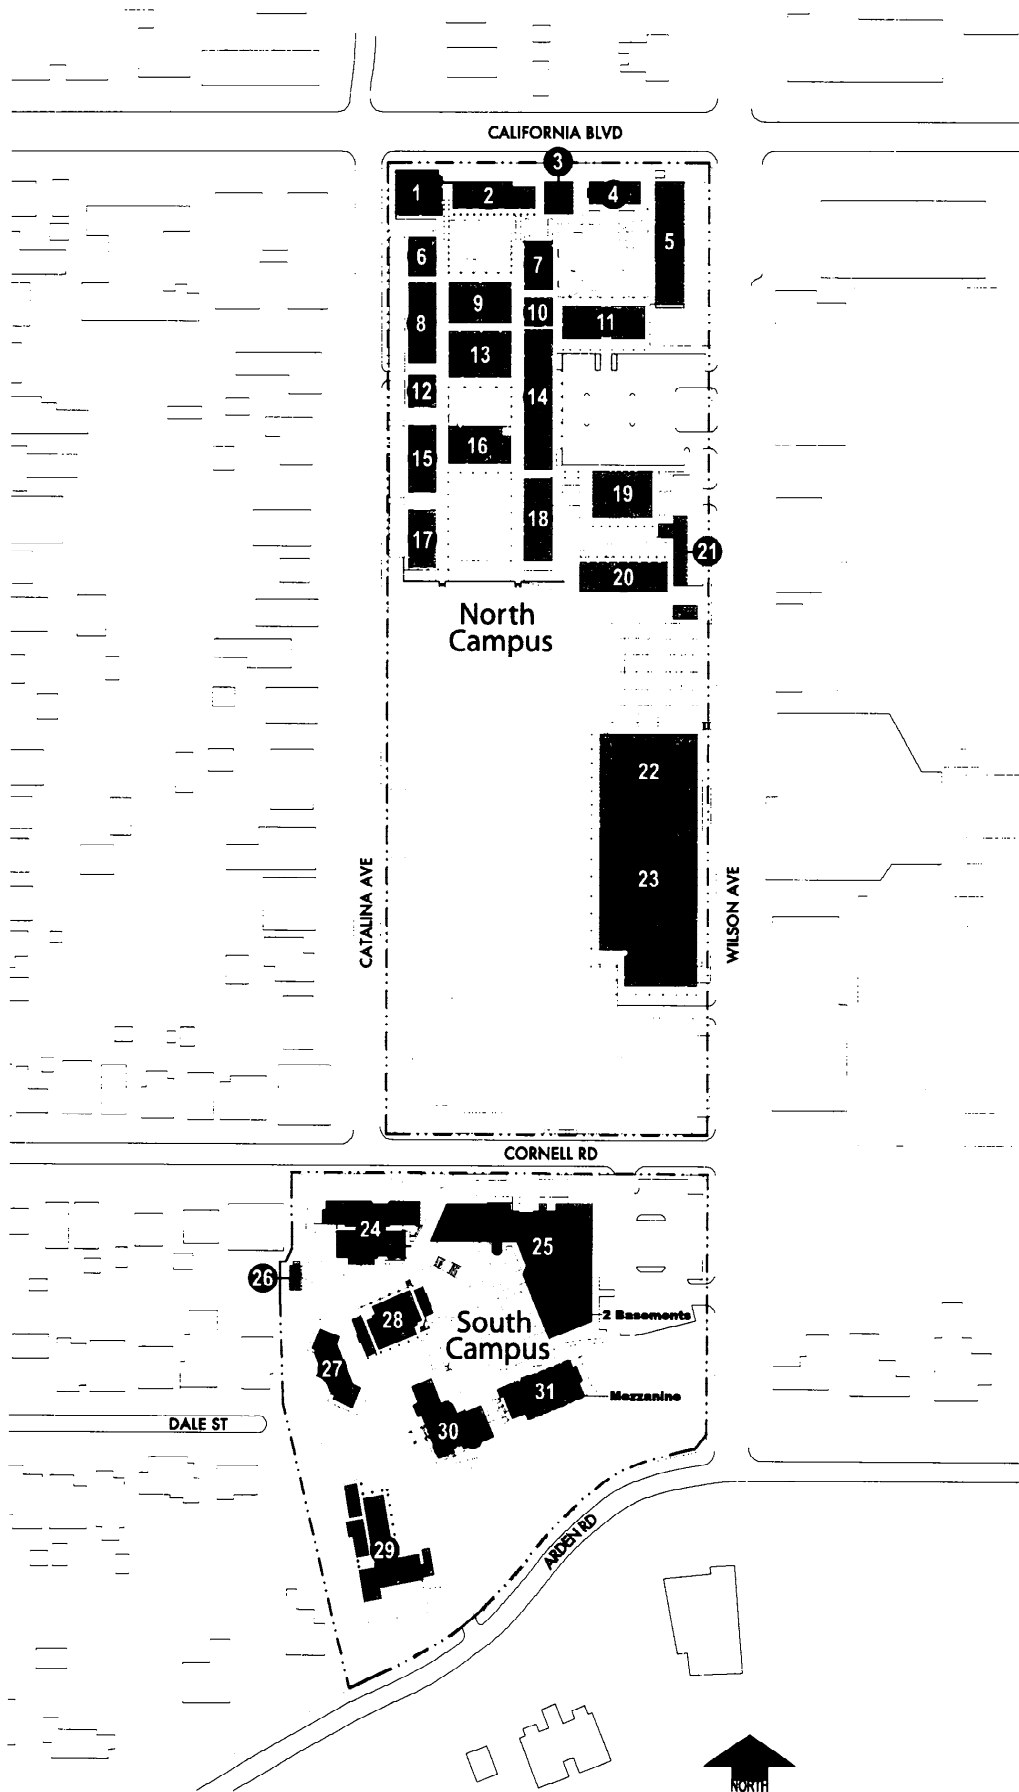 CALIFORNIA BLVD
3
1
2
4
5
6
7
9
8
10
11
13
12
14
16
15
19
18
17
21
20
North
Campus
22
CATALINA AVE
23
WILSON AVE
CORNELL RD
24
25
26
2 Basements
28
South
Campus
27
31
Mezzanine
DALE ST
30
29
ARDEN RD
NORTH